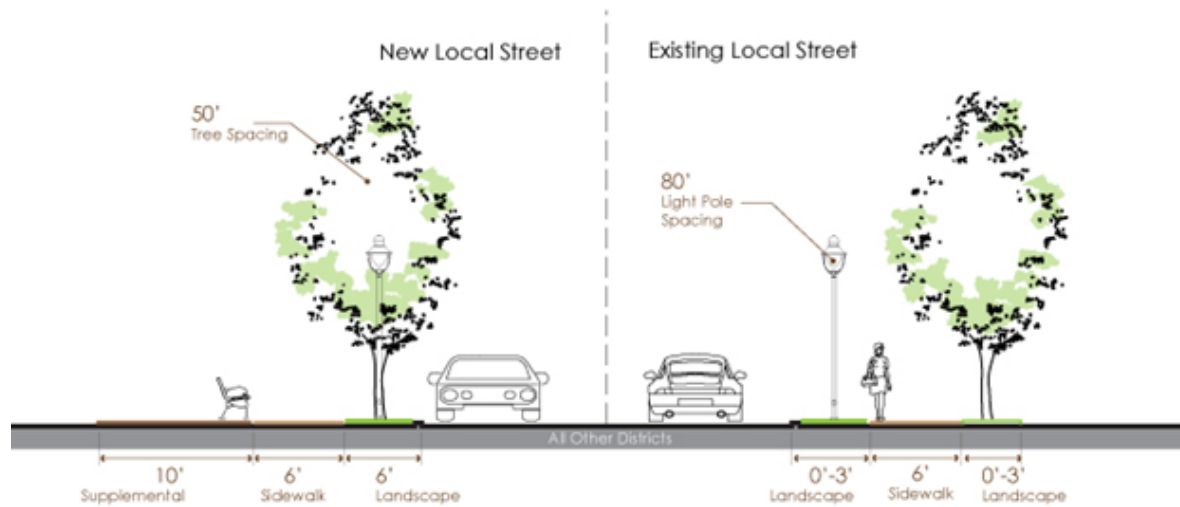 New Local Street
Existing Local Street
50'
Tree Spacing
80'
Light Pole
Spacing
All Other Districts
10'
Supplemental
6'
Sidewalk
6'
Landscape
0'-3'
Landscape
6'
Sidewalk
0'-3'
Landscape